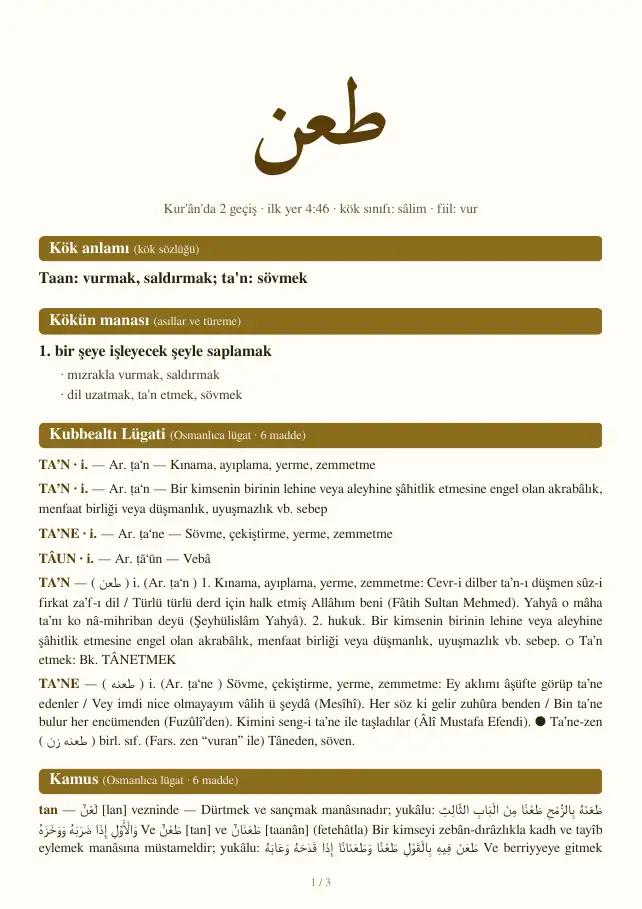 طعن
Kur'ân'da 2 geçiş · ilk yer 4:46 · kök sınıfı: sâlim · fiil: vur
Kök anlamı (kök sözlüğü)
Taan: vurmak, saldırmak; ta'n: sövmek
Kökün manası (asıllar ve türeme)
1. bir şeye işleyecek şeyle saplamak
· mızrakla vurmak, saldırmak
· dil uzatmak, ta'n etmek, sövmek
Kubbealtı Lügati (Osmanlıca lügat · 6 madde)
TA’N · i. — Ar. ṭa‘n — Kınama, ayıplama, yerme, zemmetme
TA’N · i. — Ar. ṭa‘n — Bir kimsenin birinin lehine veya aleyhine şâhitlik etmesine engel olan akrabâlık,
menfaat birliği veya düşmanlık, uyuşmazlık vb. sebep
TA’NE · i. — Ar. ṭa‘ne — Sövme, çekiştirme, yerme, zemmetme
TÂUN · i. — Ar. ṭā‘ūn — Vebâ
TA’N — ( طعن ) i. (Ar. ṭa‘n ) 1. Kınama, ayıplama, yerme, zemmetme: Cevr-i dilber ta’n-ı düşmen sûz-i
firkat za’f-ı dil / Türlü türlü derd için halk etmiş Allâhım beni (Fâtih Sultan Mehmed). Yahyâ o mâha
ta’nı ko nâ-mihriban deyü (Şeyhülislâm Yahyâ). 2. hukuk. Bir kimsenin birinin lehine veya aleyhine
şâhitlik etmesine engel olan akrabâlık, menfaat birliği veya düşmanlık, uyuşmazlık vb. sebep. ○ Ta’n
etmek: Bk. TÂNETMEK
TA’NE — ( طعنه ) i. (Ar. ṭa‘ne ) Sövme, çekiştirme, yerme, zemmetme: Ey aklımı âşüfte görüp ta’ne
edenler / Vey imdi nice olmayayım vâlih ü şeydâ (Mesîhî). Her söz ki gelir zuhûra benden / Bin ta’ne
bulur her encümenden (Fuzûlî’den). Kimini seng-i ta’ne ile taşladılar (Âlî Mustafa Efendi). ● Ta’ne-zen
( طعنه زن ) birl. sıf. (Fars. zen “vuran” ile) Tâneden, söven.
Kamus (Osmanlıca lügat · 6 madde)
tan — لَعْنٌ [lan] vezninde — Dürtmek ve sançmak manâsınadır; yukâlu: طَعَنَهُ بِالرُّمْحِ طَعْنًا مِنَ الْبَابِ الثَّالِثِ
وَالْأَوَّلِ إِذَا ضَرَبَهُ وَوَخَزَهُ Ve طَعْنٌ [tan] ve طَعَنَانٌ [taanân] (fetehâtla) Bir kimseyi zebân-dırâzlıkla kadh ve tayîb
eylemek manâsına müstameldir; yukâlu: طَعَنَ فِيهِ بِالْقَوْلِ طَعْنًا وَطَعَنَانًا إِذَا قَدَحَهُ وَعَابَهُ Ve berriyyeye gitmek
1 / 3